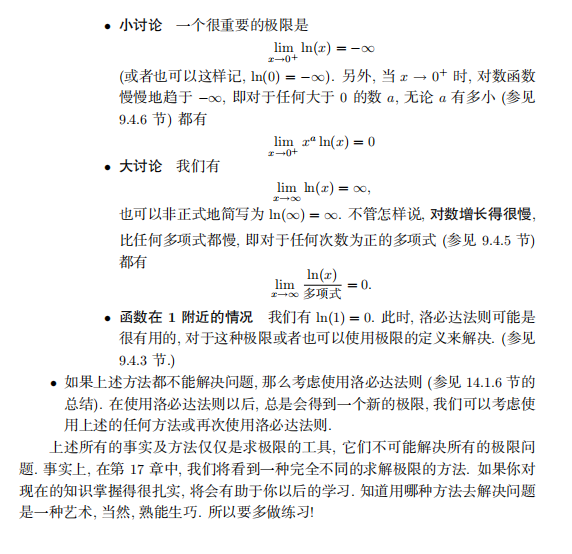 • 小讨论 一个很重要的极限是
lim ln(x) = −∞
x→0⁺
(或者也可以这样记, ln(0) = −∞). 另外, 当 x → 0⁺ 时, 对数函数
慢慢地趋于 −∞, 即对于任何大于 0 的数 a, 无论 a 有多小 (参见
9.4.6 节) 都有
lim xᵃ ln(x) = 0
x→0⁺
• 大讨论 我们有
lim ln(x) = ∞,
x→∞
也可以非正式地简写为 ln(∞) = ∞. 不管怎样说, 对数增长得很慢,
比任何多项式都慢, 即对于任何次数为正的多项式 (参见 9.4.5 节)
都有
ln(x)
lim = 0.
x→∞ 多项式
• 函数在 1 附近的情况 我们有 ln(1) = 0. 此时, 洛必达法则可能是
很有用的, 对于这种极限或者也可以使用极限的定义来解决. (参见
9.4.3 节.)
• 如果上述方法都不能解决问题, 那么考虑使用洛必达法则 (参见 14.1.6 节的
总结). 在使用洛必达法则以后, 总是会得到一个新的极限, 我们可以考虑使
用上述的任何方法或再次使用洛必达法则.
上述所有的事实及方法仅仅是求极限的工具, 它们不可能解决所有的极限问
题. 事实上, 在第 17 章中, 我们将看到一种完全不同的求解极限的方法. 如果你对
现在的知识掌握得很扎实, 将会有助于你以后的学习. 知道用哪种方法去解决问题
是一种艺术, 当然, 熟能生巧. 所以要多做练习!